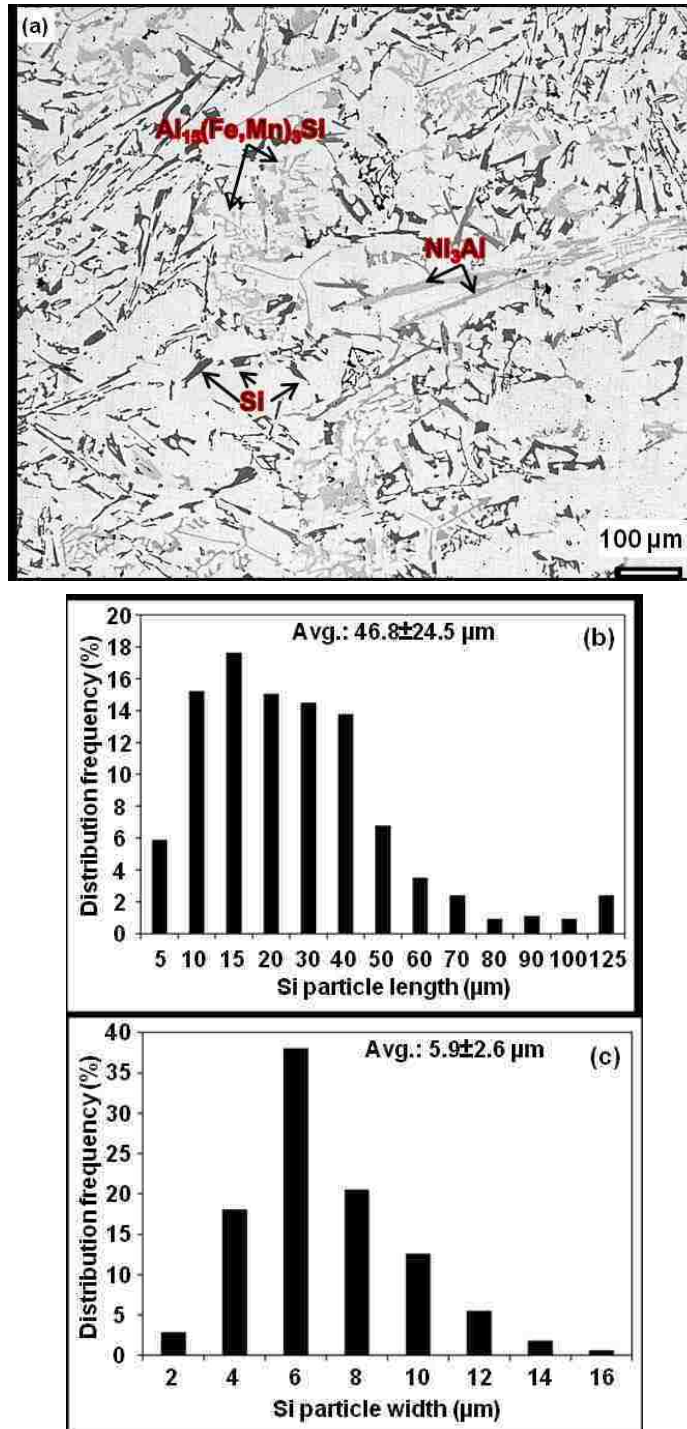 (a)
Al₁₅(Fe,Mn)₃Si
Ni₃Al
Si
100 µm
Avg.: 46.8±24.5 µm
(b)
Distribution frequency (%)
20
18
16
14
12
10
8
6
4
2
0
5 10 15 20 30 40 50 60 70 80 90 100 125
Si particle length (µm)
Avg.: 5.9±2.6 µm
(c)
Distribution frequency (%)
40
35
30
25
20
15
10
5
0
2 4 6 8 10 12 14 16
Si particle width (µm)